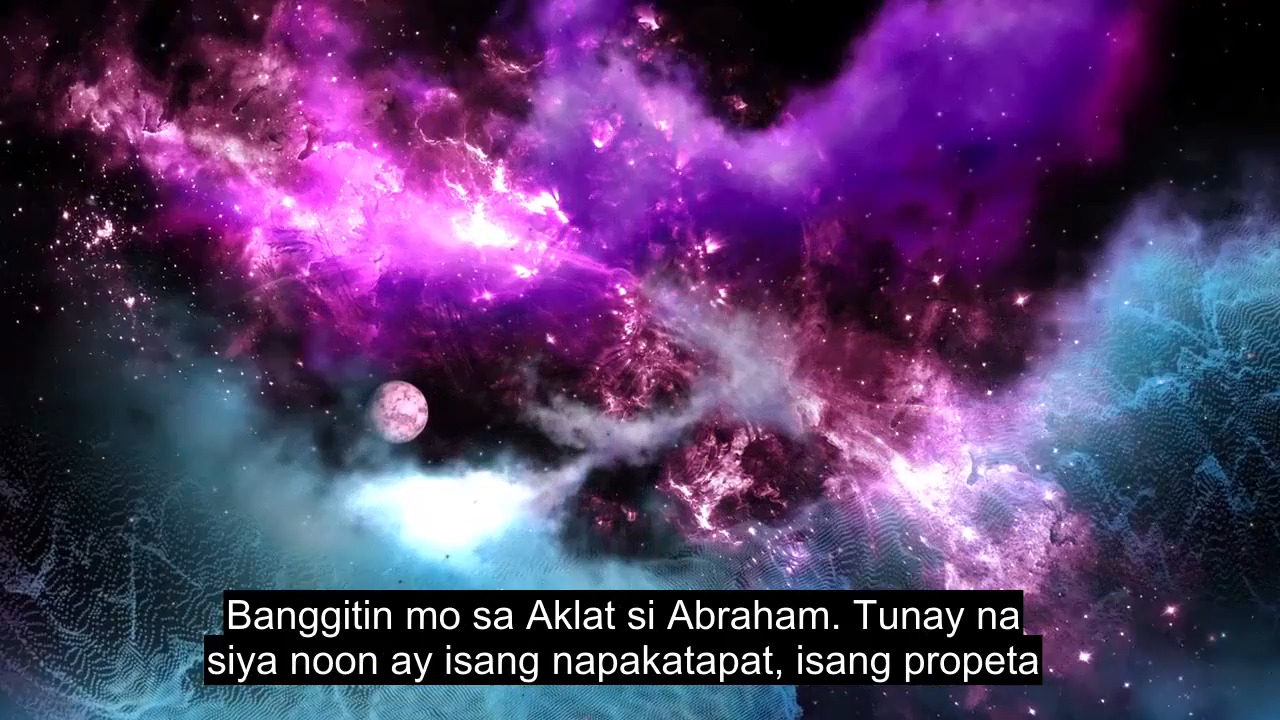 Banggitin mo sa Aklat si Abraham. Tunay na
siya noon ay isang napakatapat, isang propeta